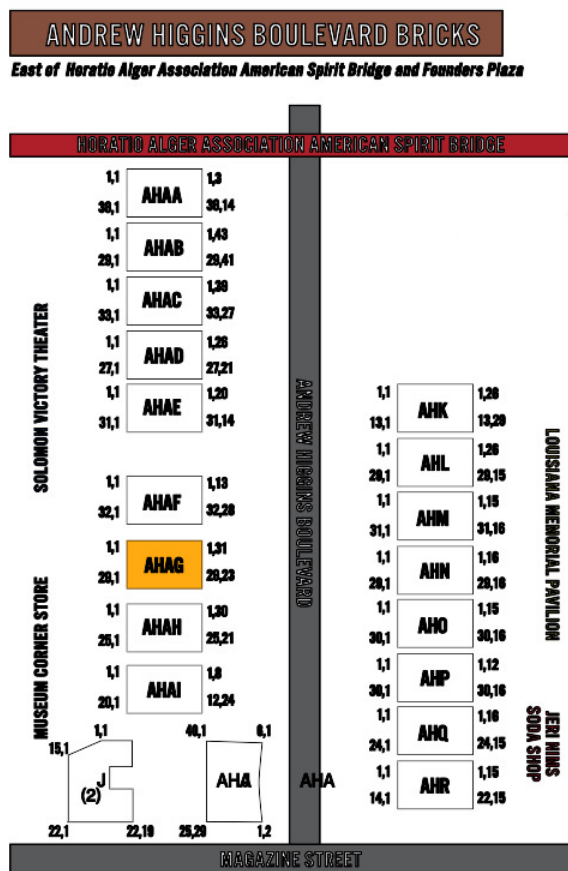 ANDREW HIGGINS BOULEVARD BRICKS
East of Horatio Alger Association American Spirit Bridge and Founders Plaza
HORATIO ALGER ASSOCIATION AMERICAN SPIRIT BRIDGE
1,1 AHAA 1,3
38,1 38,14
1,1 AHAB 1,43
29,1 29,41
1,1 AHAC 1,39
33,1 33,27
1,1 AHAD 1,26
27,1 27,21
1,1 AHAE 1,20
31,1 31,14
SOLOMON VICTORY THEATER
1,1 AHAF 1,13
32,1 32,28
1,1 AHAG 1,31
28,1 28,23
1,1 AHAH 1,30
25,1 25,21
1,1 AHAI 1,8
20,1 12,24
MUSEUM CORNER STORE
1,1
15,1
J
(2)
22,1 22,19
40,1 6,1
25,29 1,2
AHA
ANDREW HIGGINS BOULEVARD
1,1 AHK 1,26
13,1 13,29
1,1 AHL 1,26
29,1 29,15
1,1 AHM 1,15
31,1 31,16
1,1 AHN 1,16
29,1 29,16
1,1 AHO 1,15
30,1 30,16
1,1 AHP 1,12
30,1 30,16
1,1 AHQ 1,16
24,1 24,15
1,1 AHR 1,15
14,1 22,15
LOUISIANA MEMORIAL PAVILION
JERI NIMS
SODA SHOP
MAGAZINE STREET